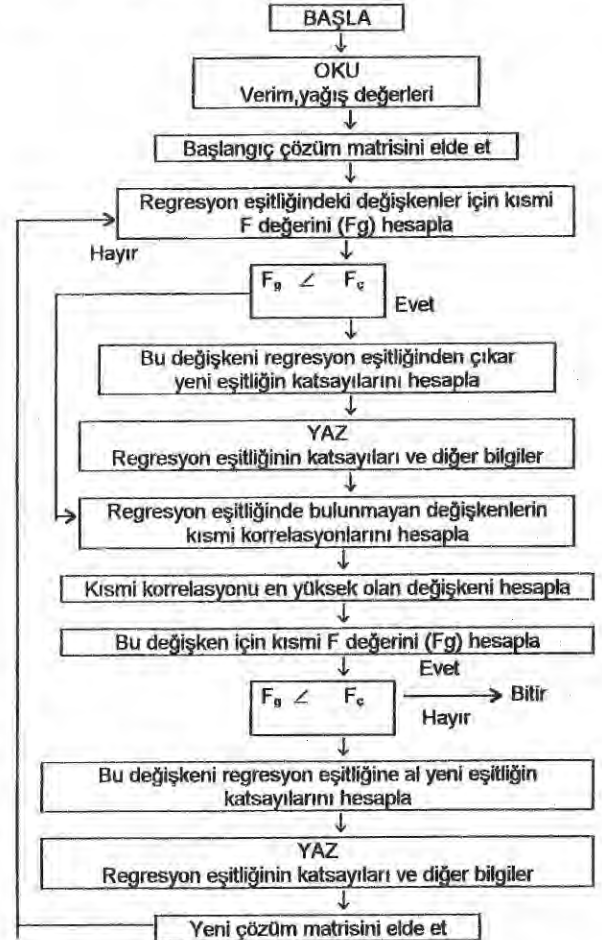 BAŞLA
OKU
Verim,yağış değerleri
Başlangıç çözüm matrisini elde et
Regresyon eşitliğindeki değişkenler için kısmi
F değerini (Fg) hesapla
Hayır
Fg ∠ Fç
Evet
Bu değişkeni regresyon eşitliğinden çıkar
yeni eşitliğin katsayılarını hesapla
YAZ
Regresyon eşitliğinin katsayıları ve diğer bilgiler
Regresyon eşitliğinde bulunmayan değişkenlerin
kısmi korrelasyonlarını hesapla
Kısmi korrelasyonu en yüksek olan değişkeni hesapla
Bu değişken için kısmi F değerini (Fg) hesapla
Evet
Fg ∠ Fç
Bitir
Hayır
Bu değişkeni regresyon eşitliğine al yeni eşitliğin
katsayılarını hesapla
YAZ
Regresyon eşitliğinin katsayıları ve diğer bilgiler
Yeni çözüm matrisini elde et